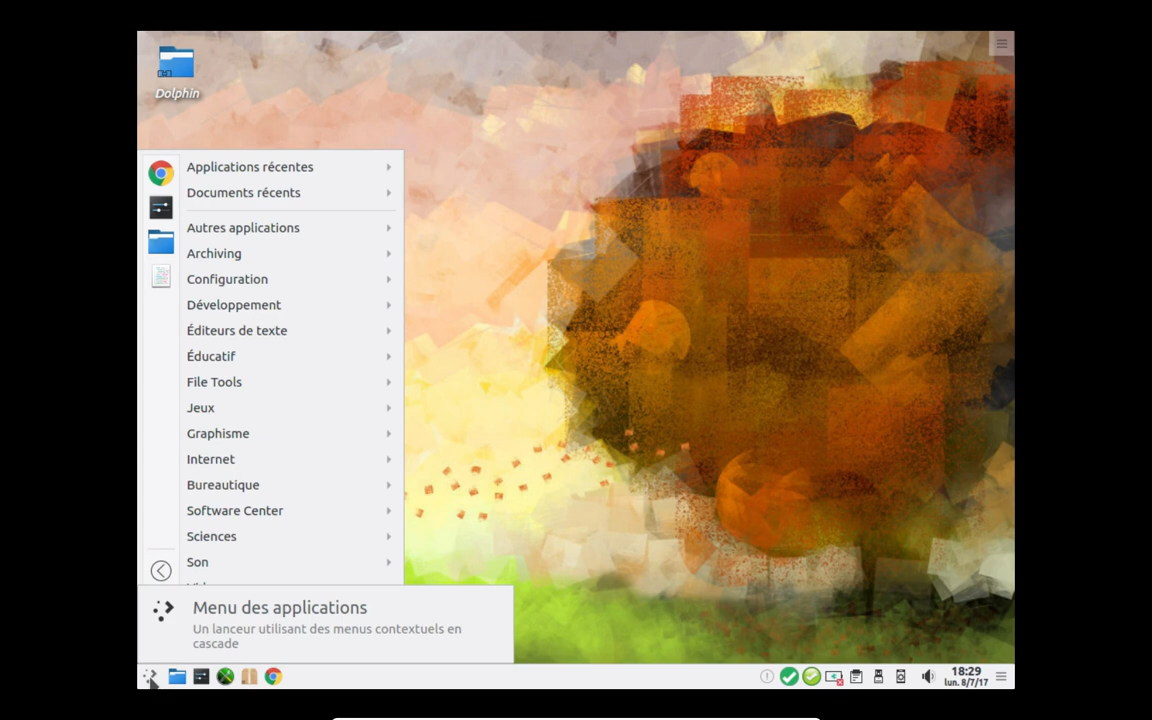 Dolphin
Applications récentes
Documents récents
Autres applications
Archiving
Configuration
Développement
Éditeurs de texte
Éducatif
File Tools
Jeux
Graphisme
Internet
Bureautique
Software Center
Sciences
Son
Menu des applications
Un lanceur utilisant des menus contextuels en
cascade
18:29
lun. 8/7/17